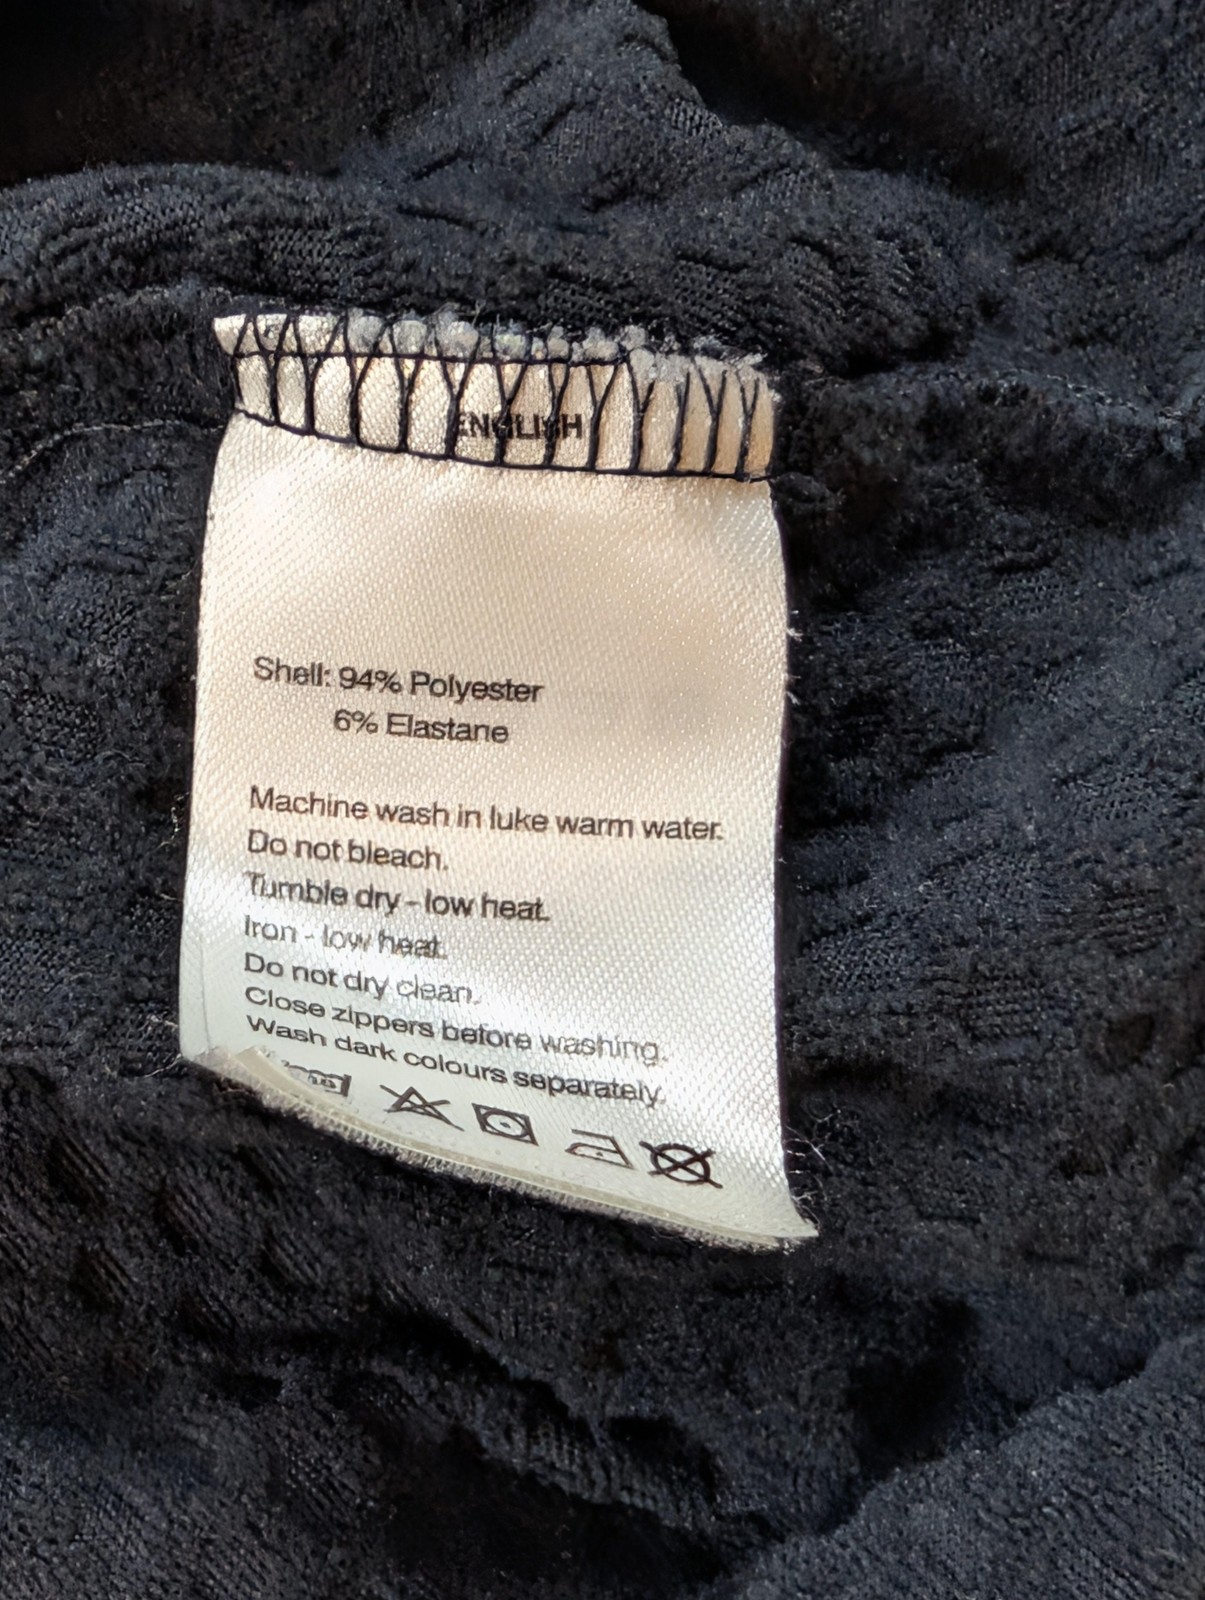 ENGLISH
Shell: 94% Polyester
6% Elastane
Machine wash in luke warm water.
Do not bleach.
Tumble dry - low heat.
Iron - low heat.
Do not dry clean.
Close zippers before washing.
Wash dark colours separately.